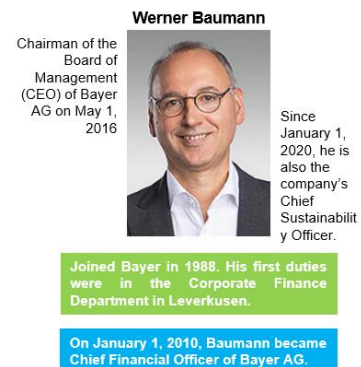 Werner Baumann
Chairman of the
Board of
Management
(CEO) of Bayer
AG on May 1,
2016
Since
January 1,
2020, he is
also the
company's
Chief
Sustainabilit
y Officer.
Joined Bayer in 1988. His first duties
were in the Corporate Finance
Department in Leverkusen.
On January 1, 2010, Baumann became
Chief Financial Officer of Bayer AG.